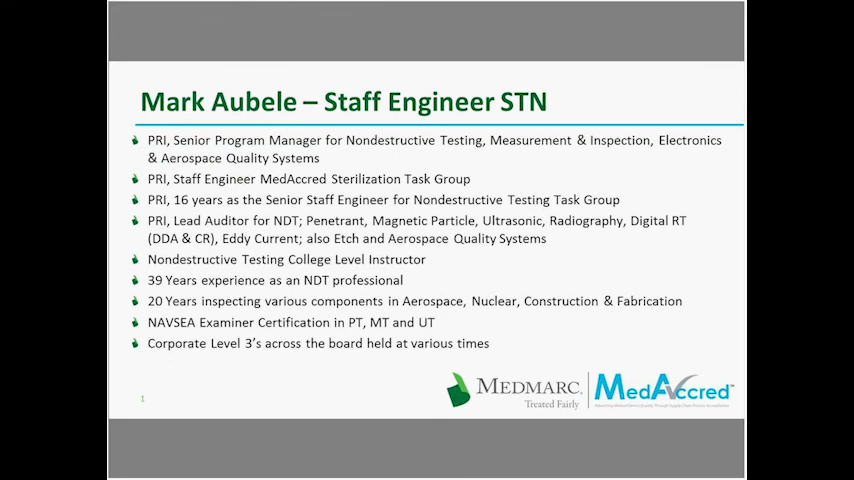 Mark Aubele – Staff Engineer STN
PRI, Senior Program Manager for Nondestructive Testing, Measurement & Inspection, Electronics
& Aerospace Quality Systems
PRI, Staff Engineer MedAccred Sterilization Task Group
PRI, 16 years as the Senior Staff Engineer for Nondestructive Testing Task Group
PRI, Lead Auditor for NDT; Penetrant, Magnetic Particle, Ultrasonic, Radiography, Digital RT
(DDA & CR), Eddy Current; also Etch and Aerospace Quality Systems
Nondestructive Testing College Level Instructor
39 Years experience as an NDT professional
20 Years inspecting various components in Aerospace, Nuclear, Construction & Fabrication
NAVSEA Examiner Certification in PT, MT and UT
Corporate Level 3's across the board held at various times
1
MEDMARC
Treated Fairly
MedAccred™